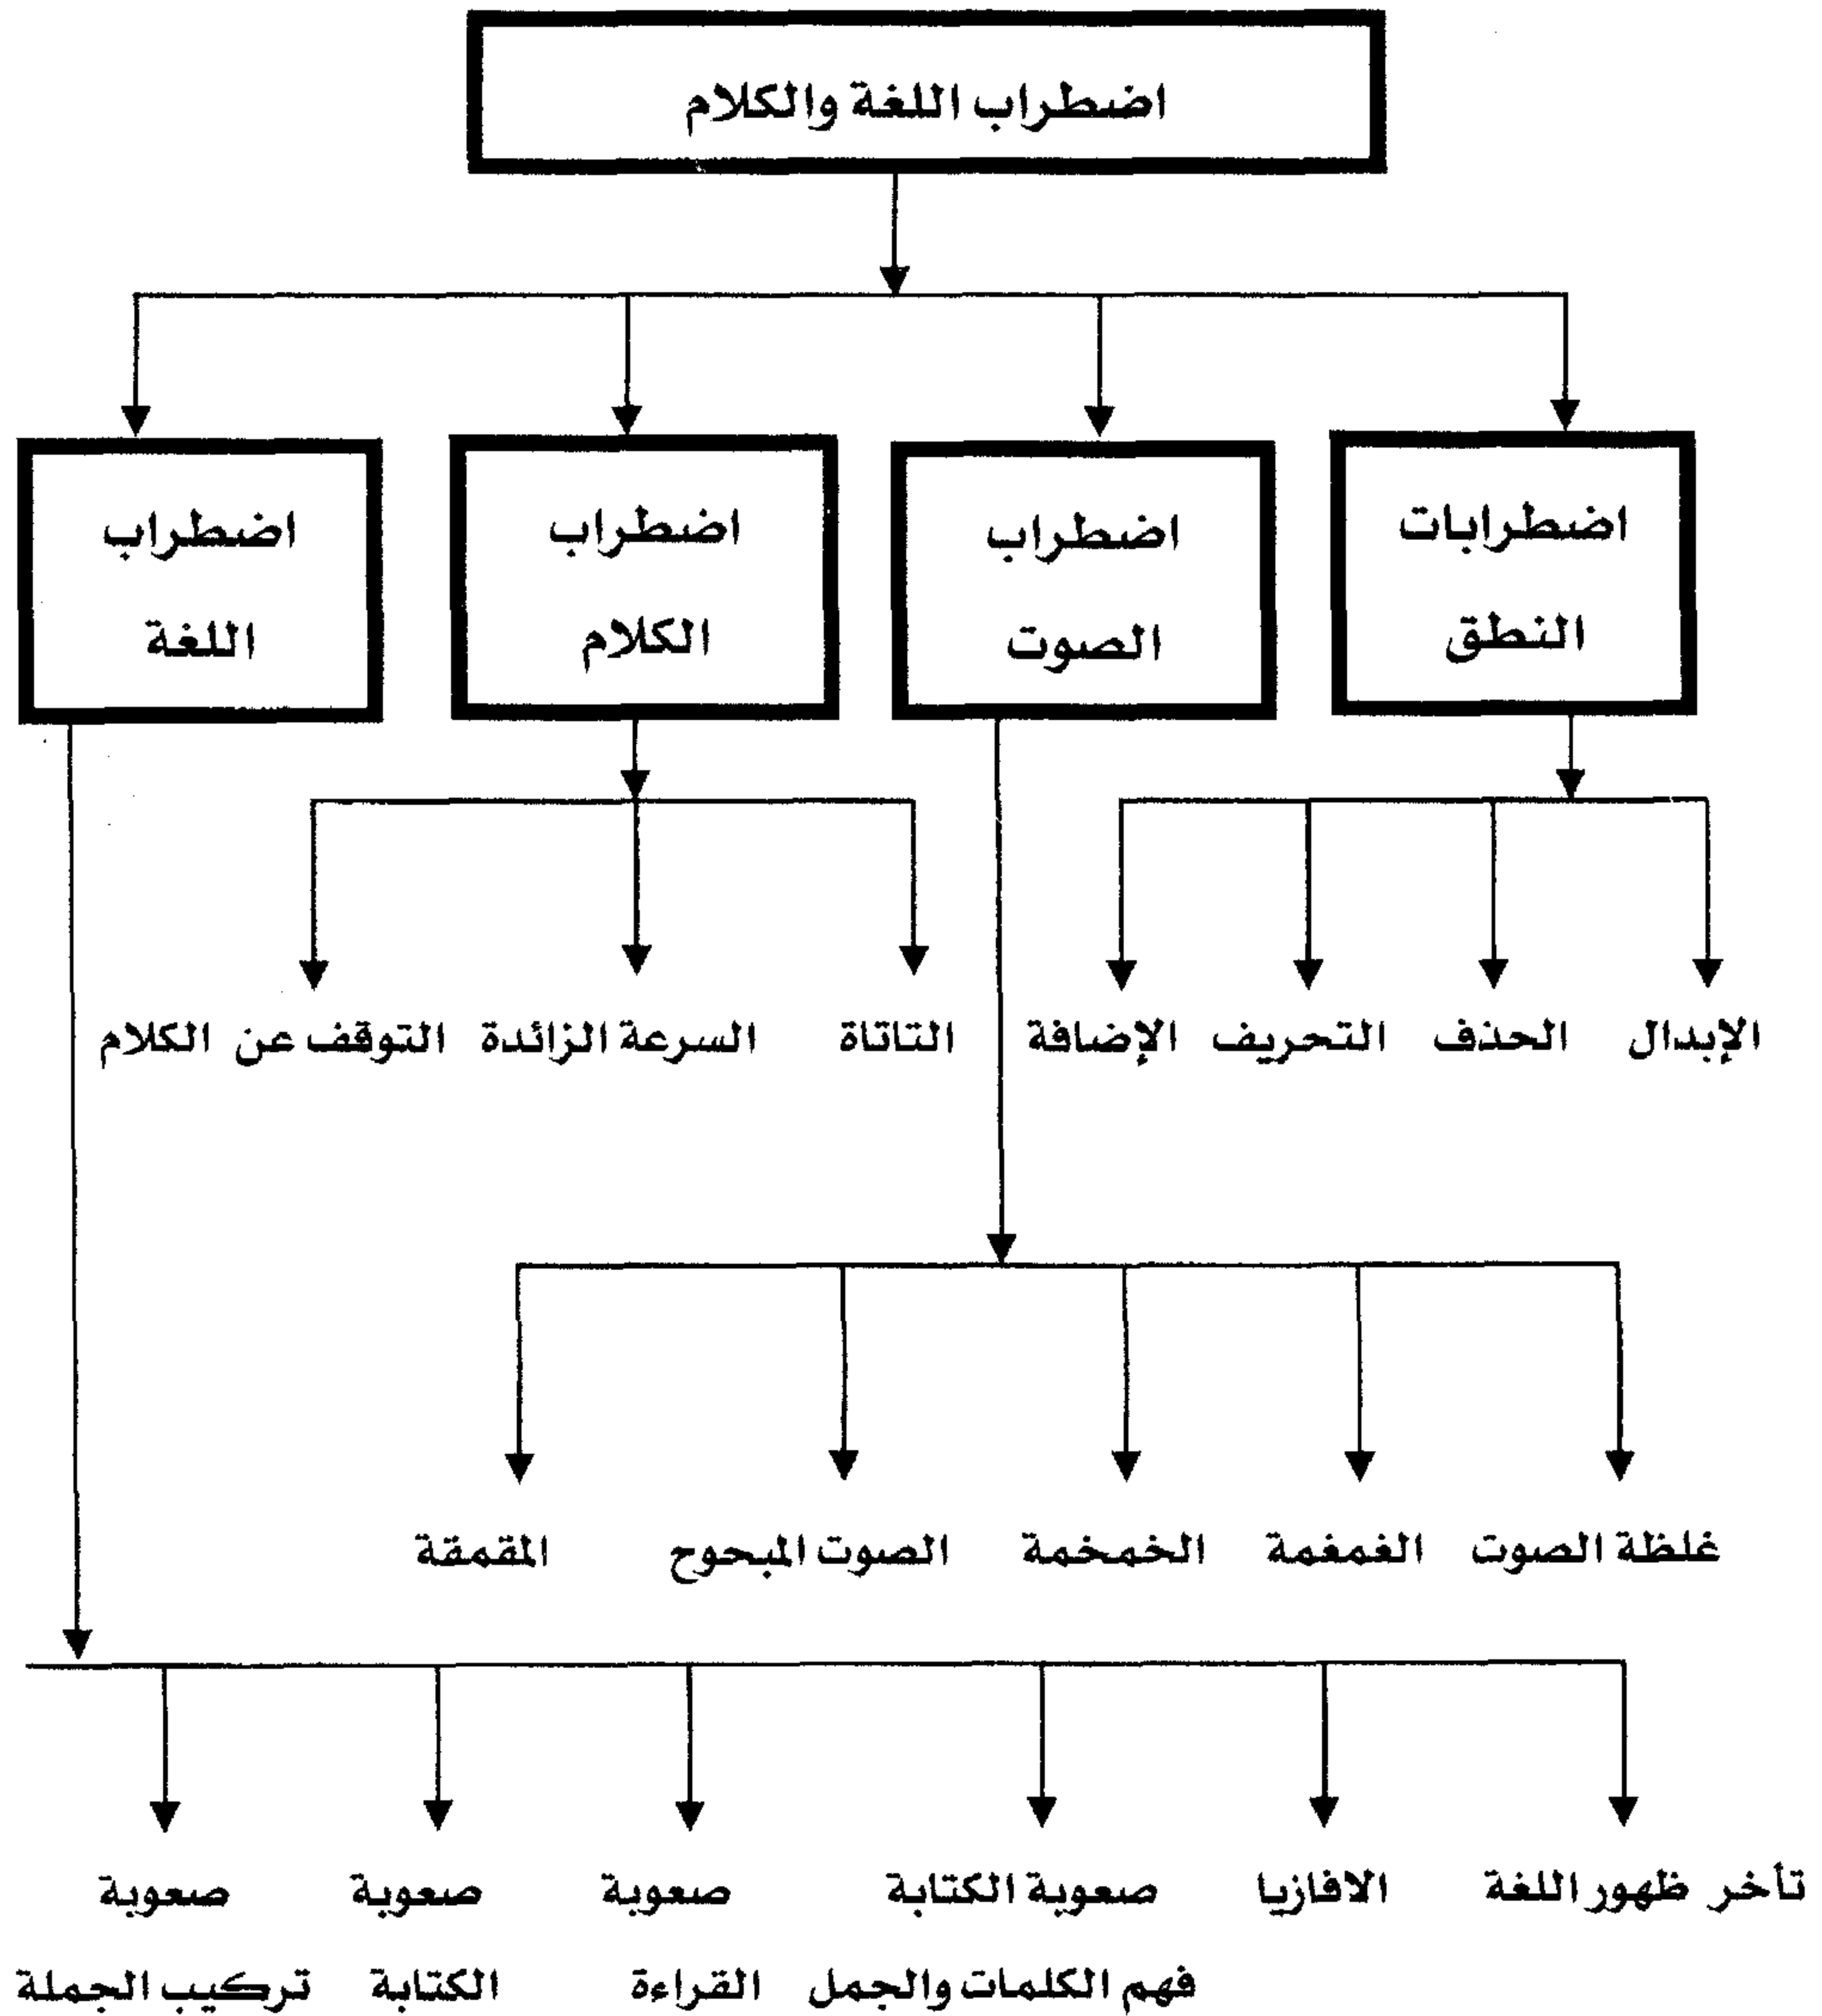 اضطراب اللغة والكلام
اضطرابات
النطق
اضطراب
الصوت
اضطراب
الكلام
اضطراب
اللغة
الإبدال
الحذف
التحريف
الإضافة
التاتاة
السرعة الزائدة
التوقف عن الكلام
غلظة الصوت
الغمغمة
الخمخمة
الصوت المبحوح
المقمقة
تأخر ظهور اللغة
الافازيا
صعوبة الكتابة
فهم الكلمات والجمل
صعوبة
القراءة
صعوبة
الكتابة
صعوبة
تركيب الجملة